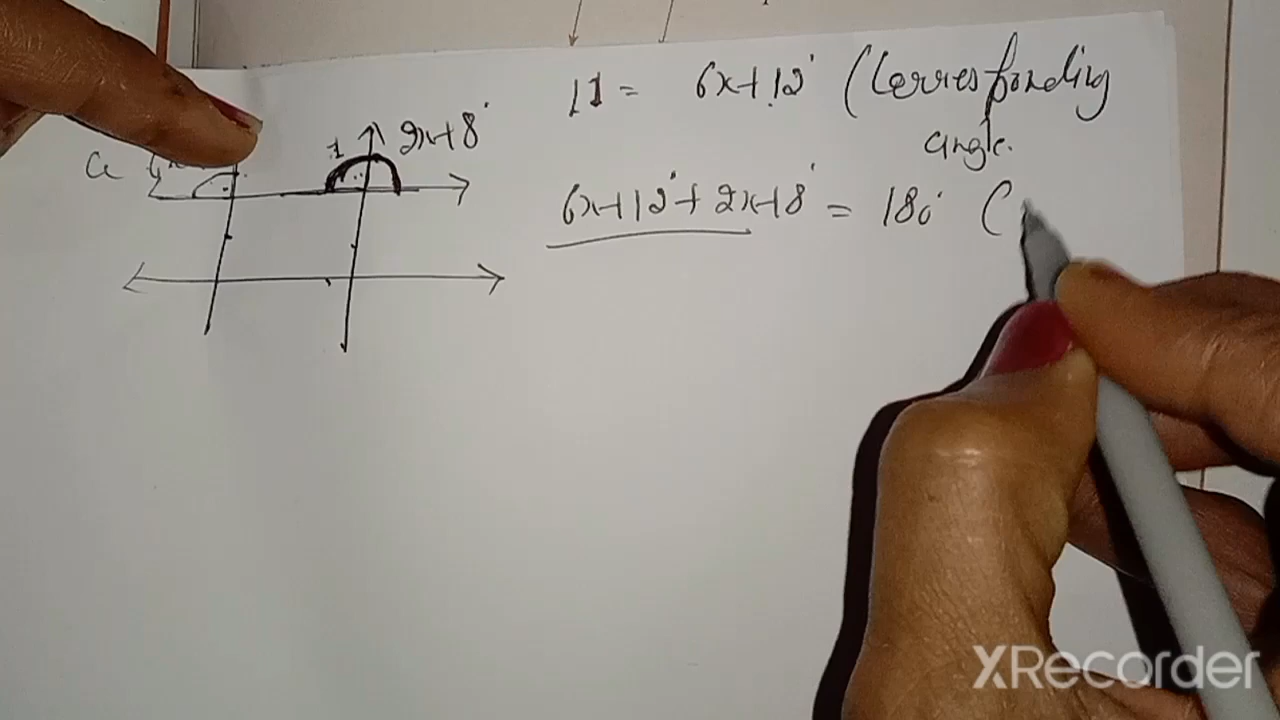 ∠1 = 6x+12° (Corresponding
angle.
1 2x+8°
a
6x+12°+2x+8° = 180° (
XRecorder